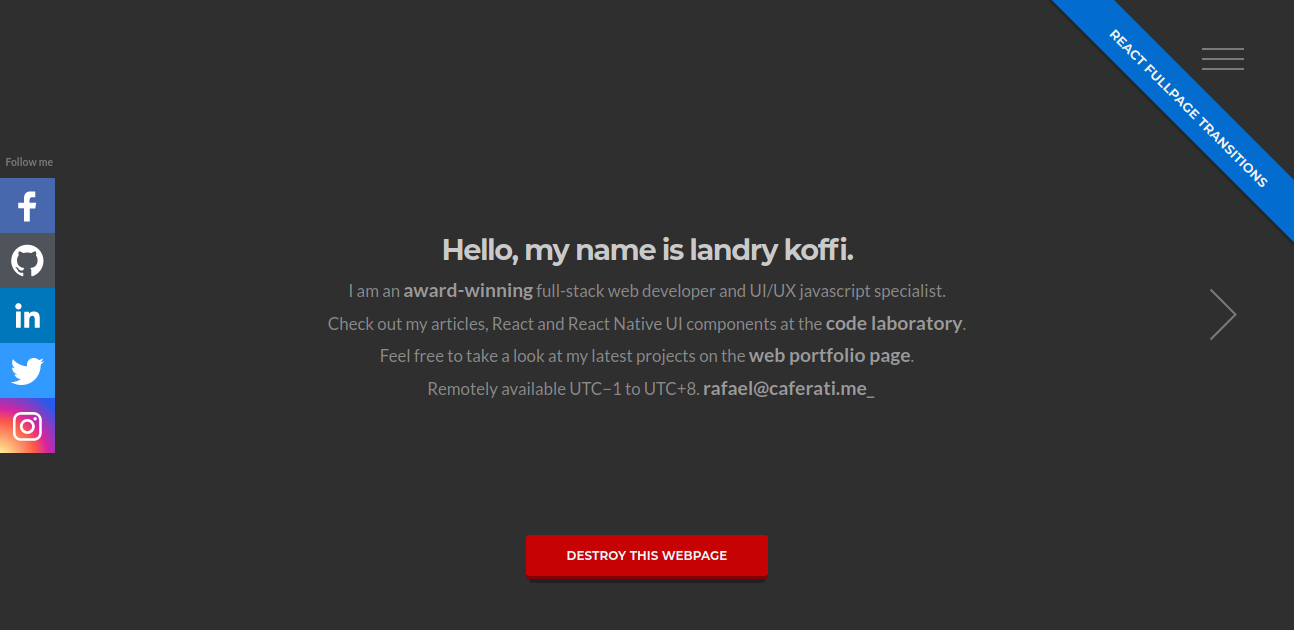 REACT FULLPAGE TRANSITIONS
Follow me
Hello, my name is landry koffi.
I am an award-winning full-stack web developer and UI/UX javascript specialist.
Check out my articles, React and React Native UI components at the code laboratory.
Feel free to take a look at my latest projects on the web portfolio page.
Remotely available UTC−1 to UTC+8. rafael@caferati.me_
DESTROY THIS WEBPAGE